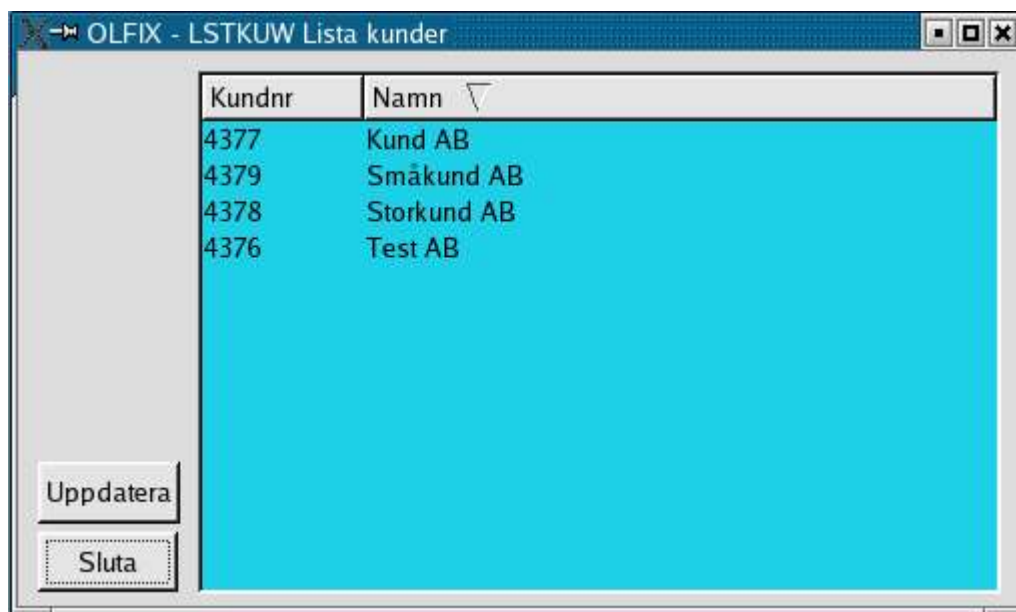 OLFIX - LSTKUW Lista kunder
Kundnr Namn
4377 Kund AB
4379 Småkund AB
4378 Storkund AB
4376 Test AB
Uppdatera
Sluta